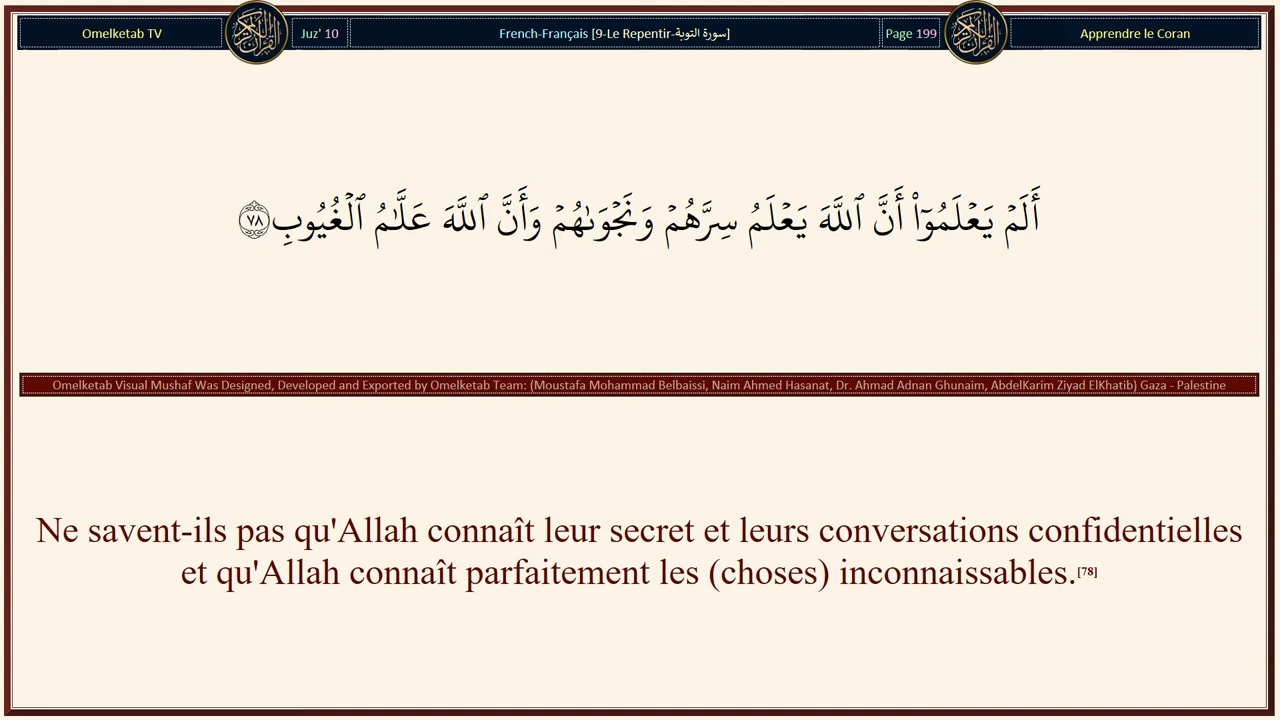 Omelketab TV
Juz' 10
French-Français [9-Le Repentir-سورة التوبة]
Page 199
Apprendre le Coran
أَلَمۡ يَعۡلَمُوٓاْ أَنَّ ٱللَّهَ يَعۡلَمُ سِرَّهُمۡ وَنَجۡوَىٰهُمۡ وَأَنَّ ٱللَّهَ عَلَّٰمُ ٱلۡغُيُوبِ ٧٨
Omelketab Visual Mushaf Was Designed, Developed and Exported by Omelketab Team: (Moustafa Mohammad Belbaissi, Naim Ahmed Hasanat, Dr. Ahmad Adnan Ghunaim, AbdelKarim Ziyad ElKhatib) Gaza - Palestine
Ne savent-ils pas qu'Allah connaît leur secret et leurs conversations confidentielles
et qu'Allah connaît parfaitement les (choses) inconnaissables.[78]